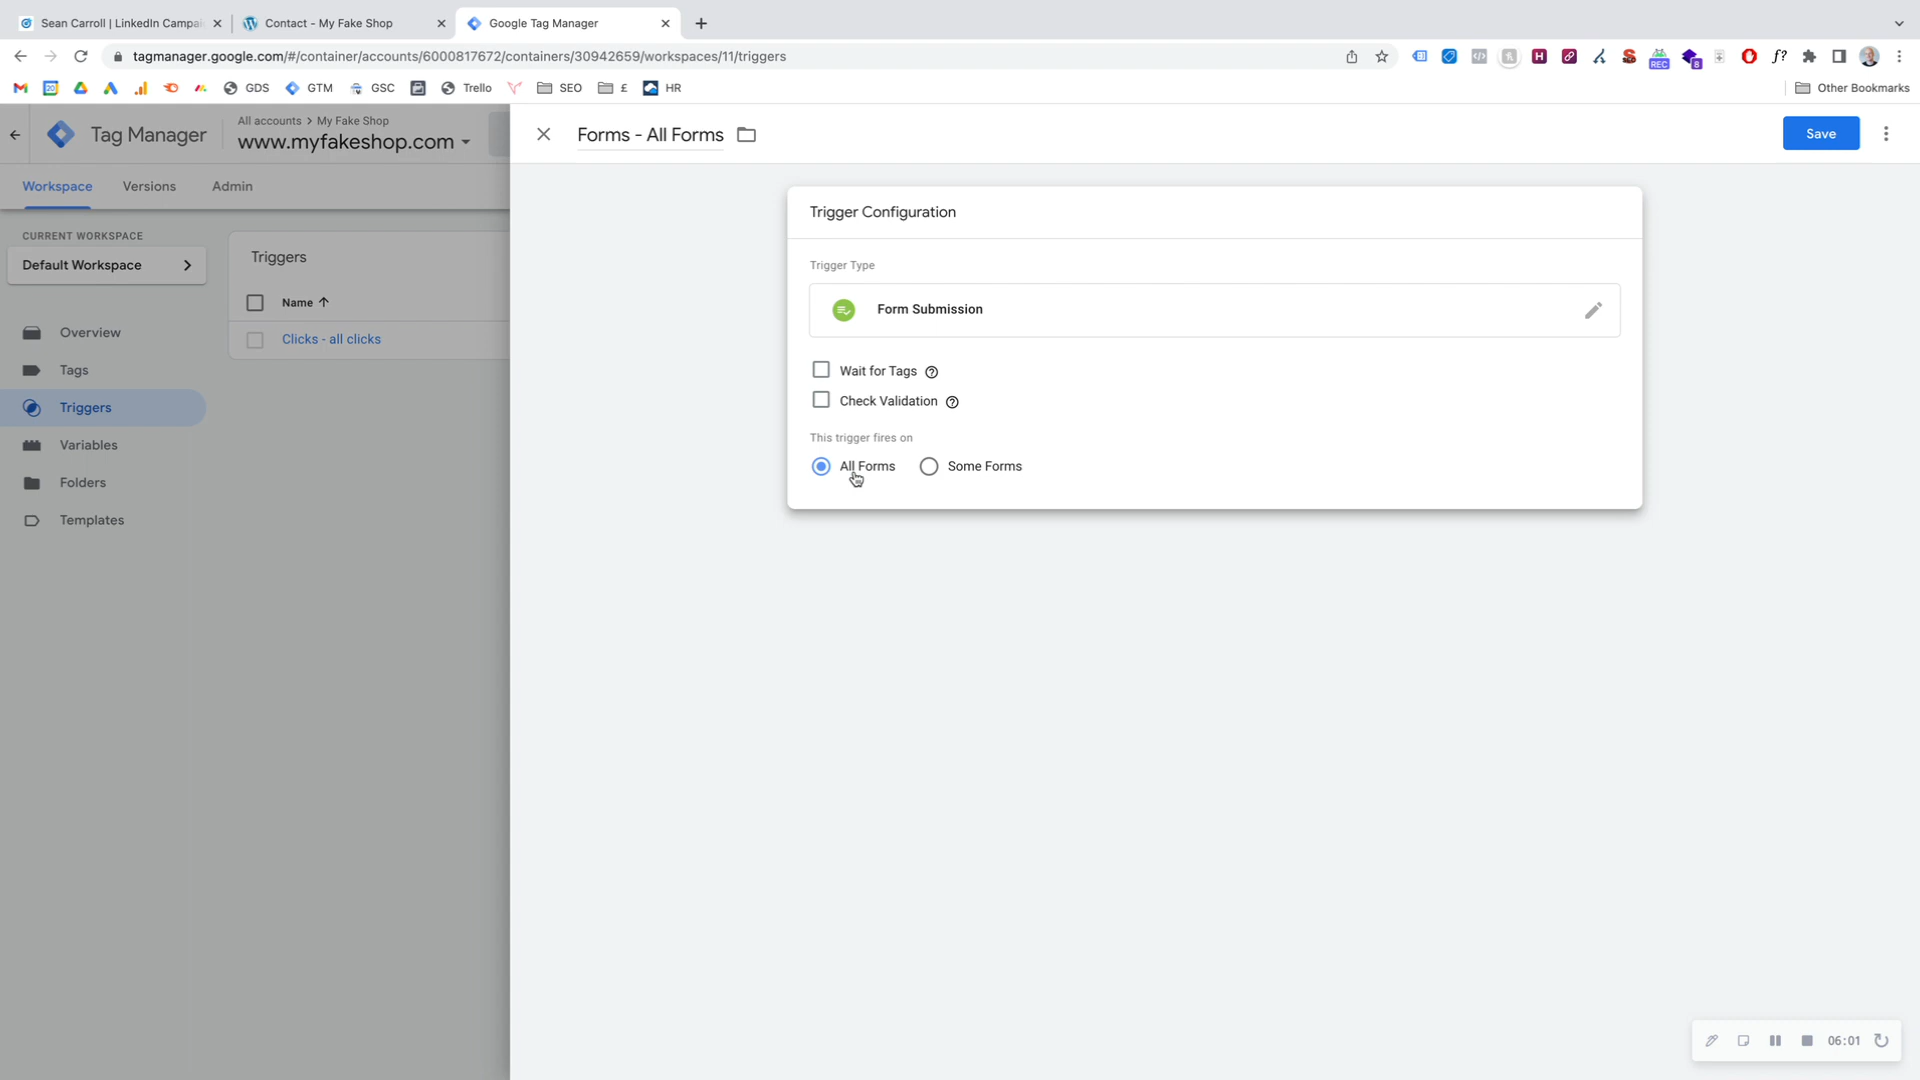 Sean Carroll | LinkedIn Campai
Contact - My Fake Shop
Google Tag Manager
tagmanager.google.com/#/container/accounts/6000817672/containers/30942659/workspaces/11/triggers
REC
8
f?
20
GDS
GTM
GSC
Trello
SEO
£
HR
Other Bookmarks
Tag Manager
All accounts > My Fake Shop
www.myfakeshop.com
Forms - All Forms
Save
Workspace
Versions
Admin
CURRENT WORKSPACE
Default Workspace
Overview
Tags
Triggers
Variables
Folders
Templates
Triggers
Name
Clicks - all clicks
Trigger Configuration
Trigger Type
Form Submission
Wait for Tags
Check Validation
This trigger fires on
All Forms
Some Forms
06:01